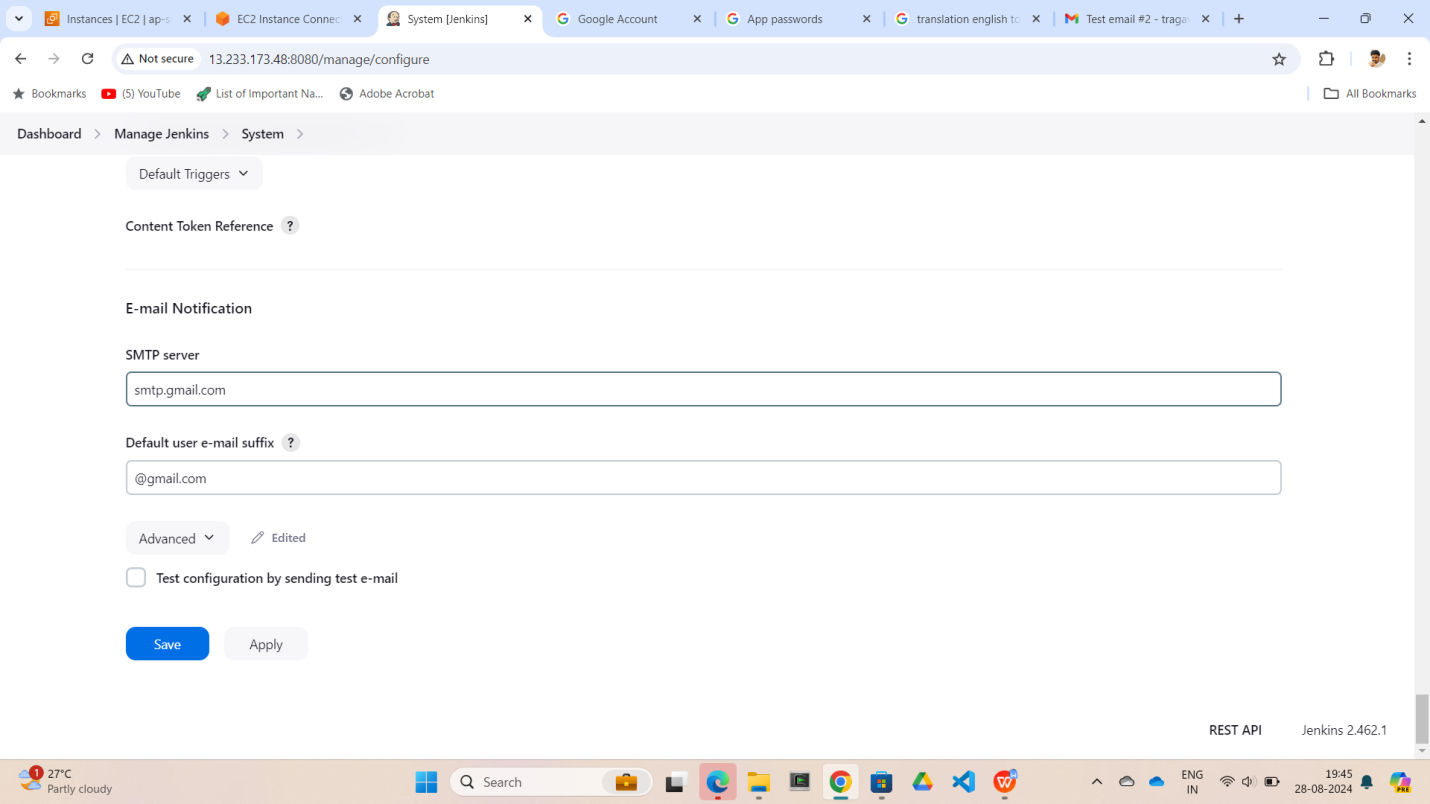 Instances | EC2 | ap-s
EC2 Instance Connec
System [Jenkins]
Google Account
App passwords
translation english to
Test email #2 - traga
Not secure
13.233.173.48:8080/manage/configure
Bookmarks
(5) YouTube
List of Important Na...
Adobe Acrobat
All Bookmarks
Dashboard
Manage Jenkins
System
Default Triggers
Content Token Reference ?
E-mail Notification
SMTP server
smtp.gmail.com
Default user e-mail suffix ?
@gmail.com
Advanced
Edited
Test configuration by sending test e-mail
Save
Apply
REST API
Jenkins 2.462.1
1
27°C
Partly cloudy
Search
ENG
IN
19:45
28-08-2024
PRE